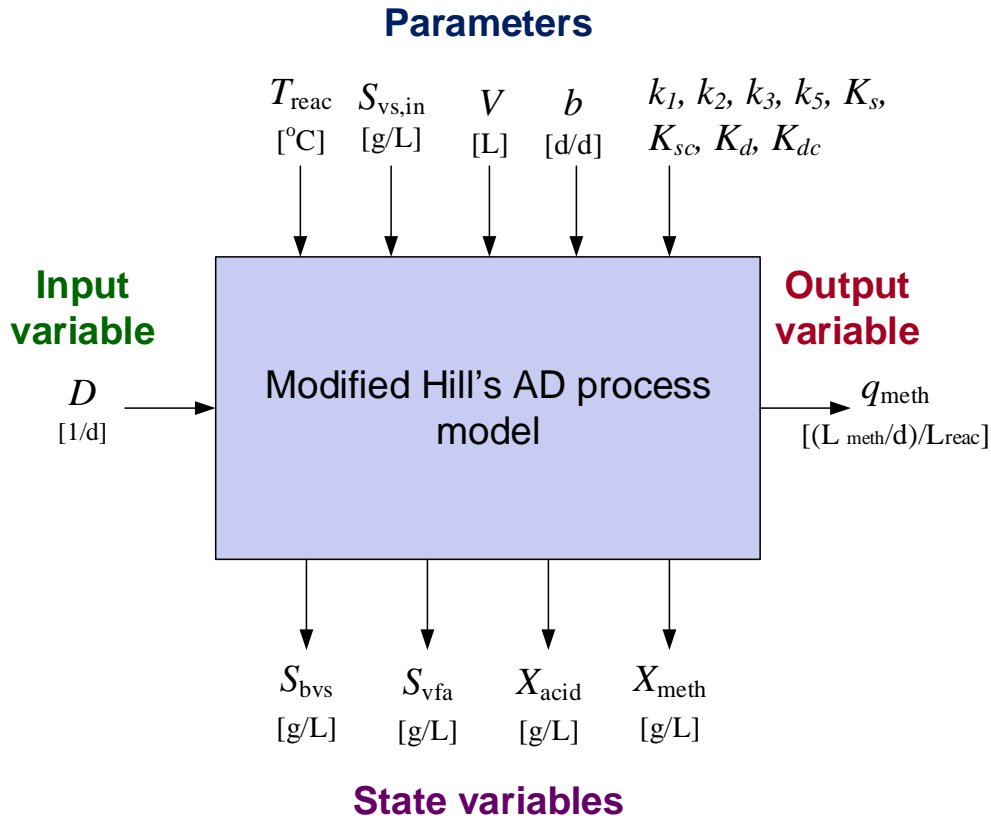 Parameters
T_reac S_vs,in V b k_1, k_2, k_3, k_5, K_s,
[°C] [g/L] [L] [d/d] K_sc, K_d, K_dc
Input
variable
Output
variable
Modified Hill's AD process
model
D
[1/d]
q_meth
[(L meth/d)/L_reac]
S_bvs S_vfa X_acid X_meth
[g/L] [g/L] [g/L] [g/L]
State variables